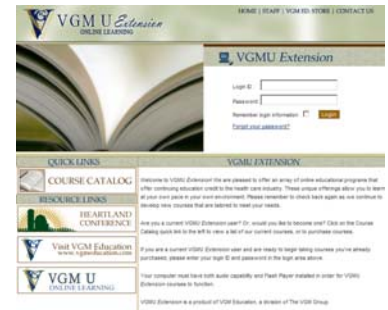 VGM U Extension
ONLINE LEARNING
HOME | STAFF | VGM ED. STORE | CONTACT US
VGMU Extension
Login ID:
Password:
Remember login information
Login
Forgot your password?
QUICK LINKS
COURSE CATALOG
RESOURCE LINKS
HEARTLAND
CONFERENCE
Visit VGM Education
www.vgmeducation.com
VGM U
ONLINE LEARNING
VGMU EXTENSION
Welcome to VGMU Extension! We are pleased to offer an array of online educational programs that
offer continuing education credit to the health care industry. These unique offerings allow you to learn
at your own pace in your own environment. Please remember to check back again as we continue to
develop new courses that are tailored to meet your needs.
Are you a current VGMU Extension user? Or would you like to become one? Click on the Course
Catalog quick link to the left to view a list of our current courses, or to purchase courses.
If you are a current VGMU Extension user and are ready to begin taking courses you've already
purchased, please enter your login ID and password in the login area above.
Your computer must have both audio capability and Flash Player installed in order for VGMU
Extension courses to function.
VGMU Extension is a product of VGM Education, a division of The VGM Group.